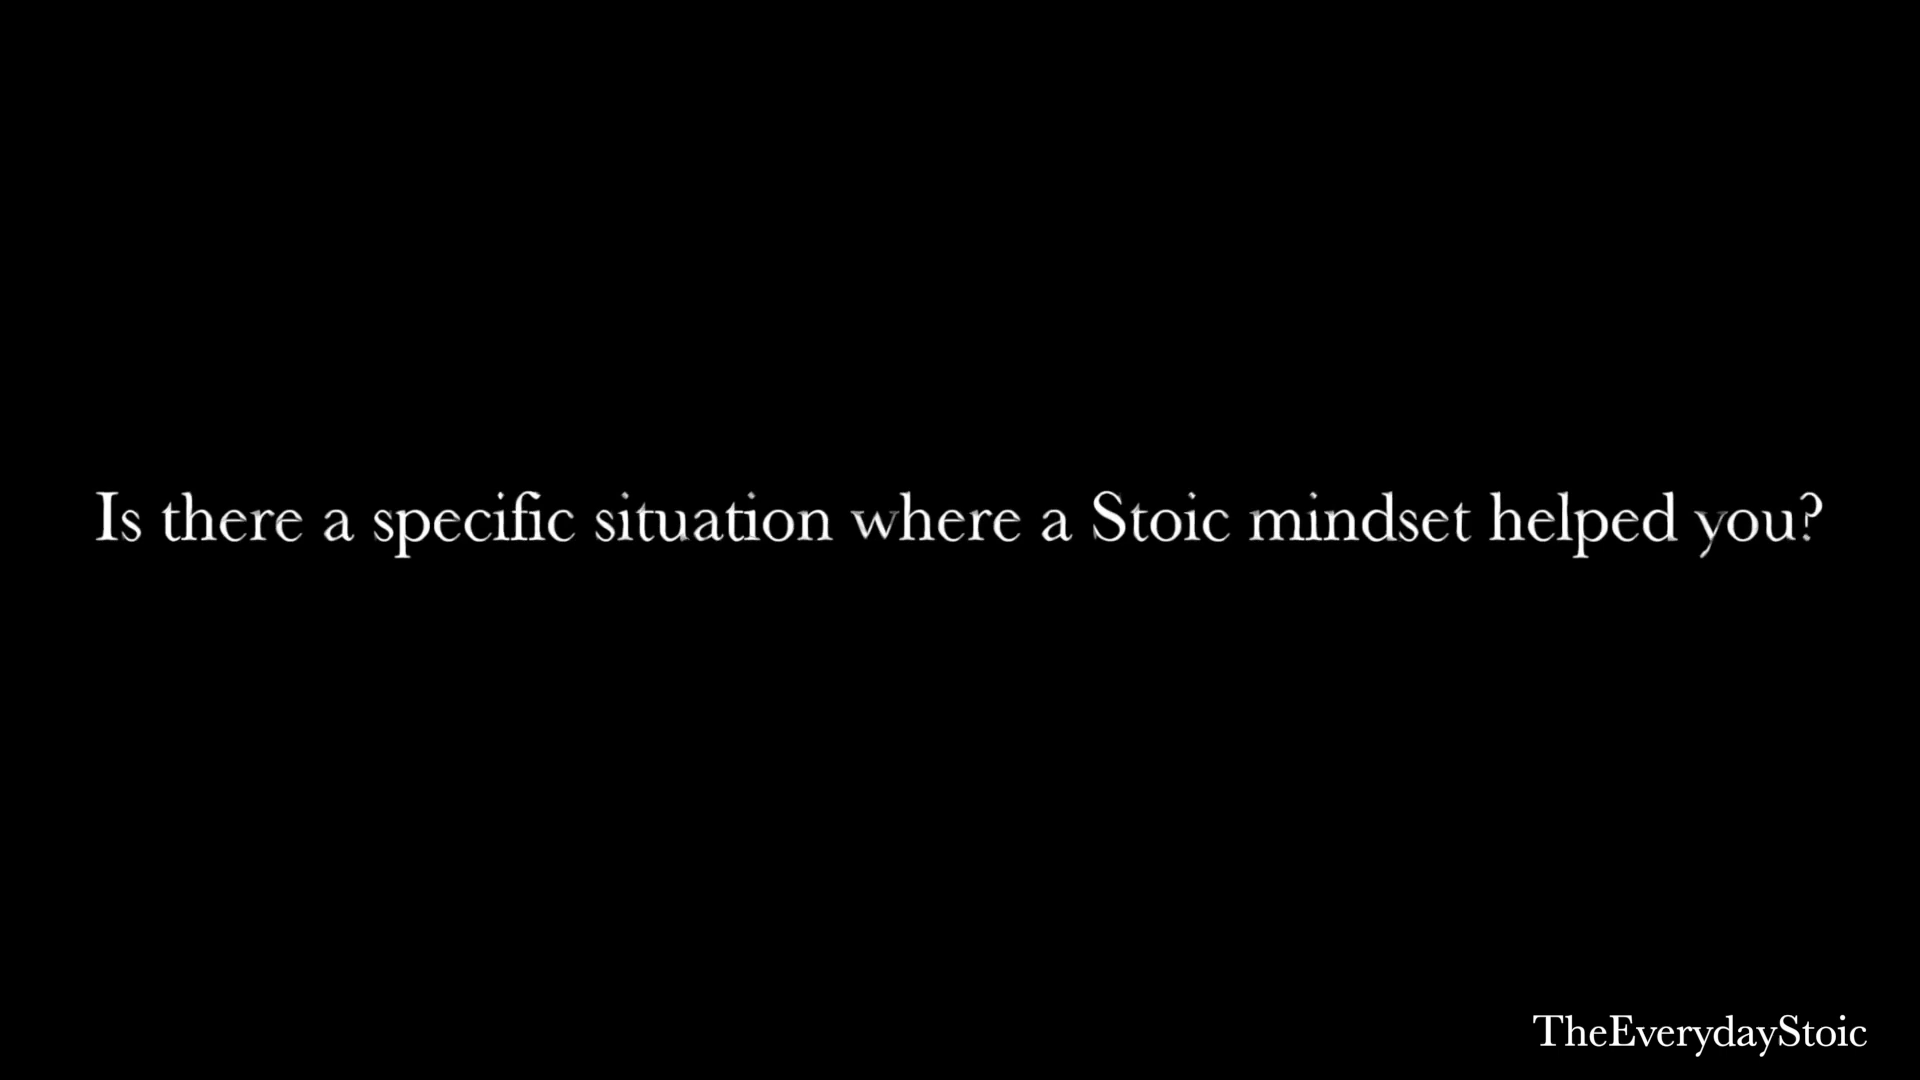 Is there a specific situation where a Stoic mindset helped you?
TheEverydayStoic